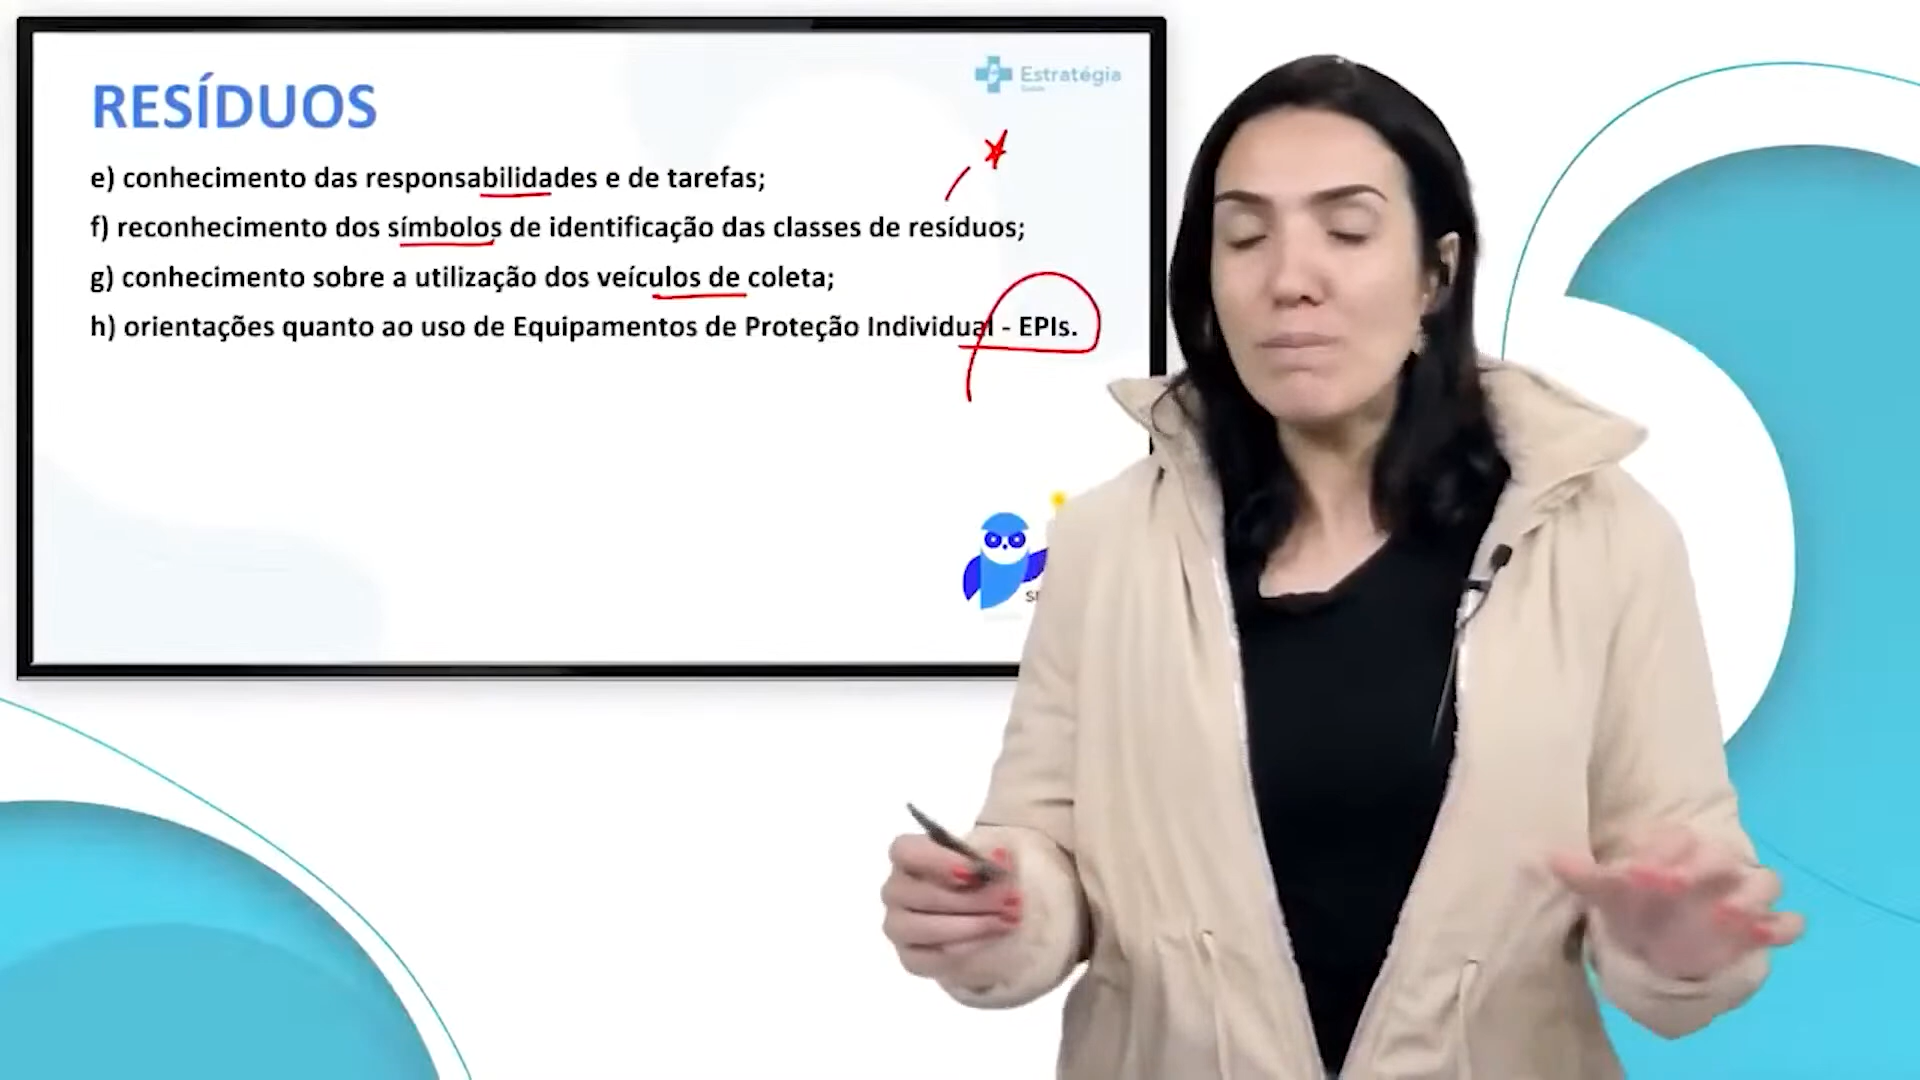 Estratégia
RESÍDUOS
e) conhecimento das responsabilidades e de tarefas;
f) reconhecimento dos símbolos de identificação das classes de resíduos;
g) conhecimento sobre a utilização dos veículos de coleta;
h) orientações quanto ao uso de Equipamentos de Proteção Individual - EPIs.